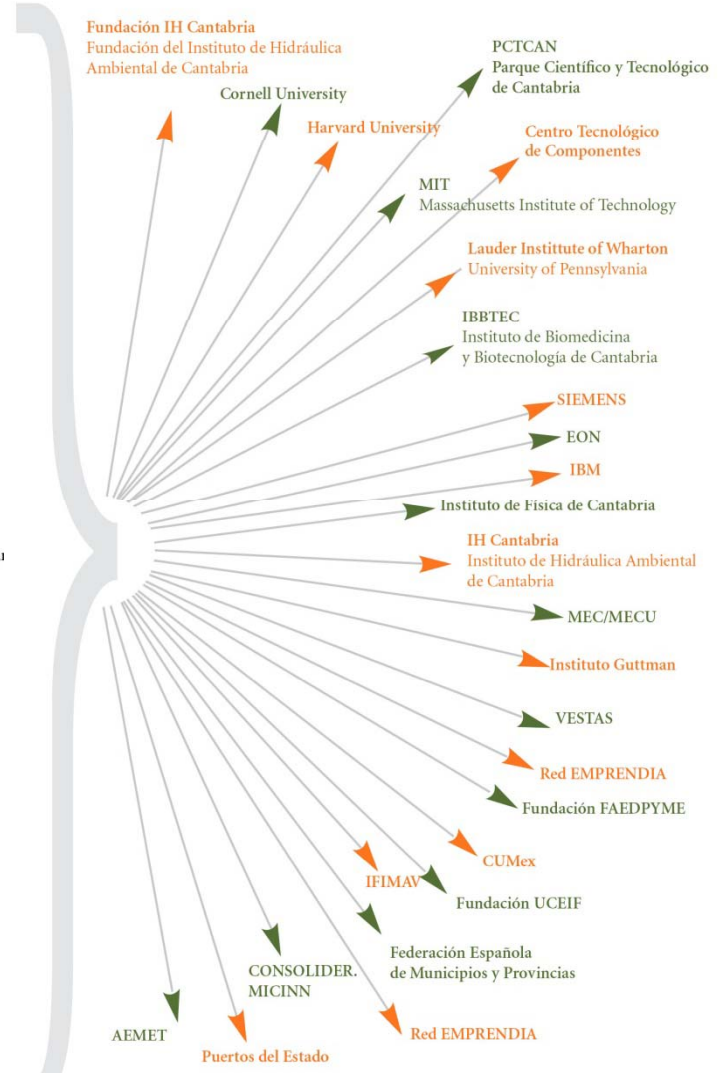 Fundación IH Cantabria
Fundación del Instituto de Hidráulica
Ambiental de Cantabria
Cornell University
Harvard University
PCTCAN
Parque Científico y Tecnológico
de Cantabria
Centro Tecnológico
de Componentes
MIT
Massachusetts Institute of Technology
Lauder Instittute of Wharton
University of Pennsylvania
IBBTEC
Instituto de Biomedicina
y Biotecnología de Cantabria
SIEMENS
EON
IBM
Instituto de Física de Cantabria
IH Cantabria
Instituto de Hidráulica Ambiental
de Cantabria
MEC/MECU
Instituto Guttman
VESTAS
Red EMPRENDIA
Fundación FAEDPYME
CUMex
IFIMAV
Fundación UCEIF
Federación Española
de Municipios y Provincias
CONSOLIDER.
MICINN
Red EMPRENDIA
AEMET
Puertos del Estado